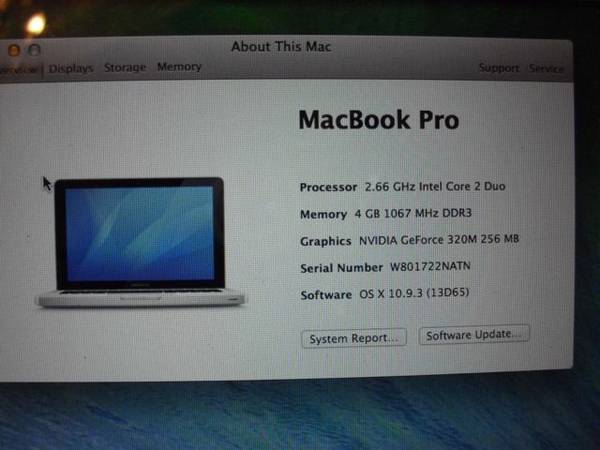 About This Mac
Overview Displays Storage Memory Support Service
MacBook Pro
Processor 2.66 GHz Intel Core 2 Duo
Memory 4 GB 1067 MHz DDR3
Graphics NVIDIA GeForce 320M 256 MB
Serial Number W801722NATN
Software OS X 10.9.3 (13D65)
System Report... Software Update...